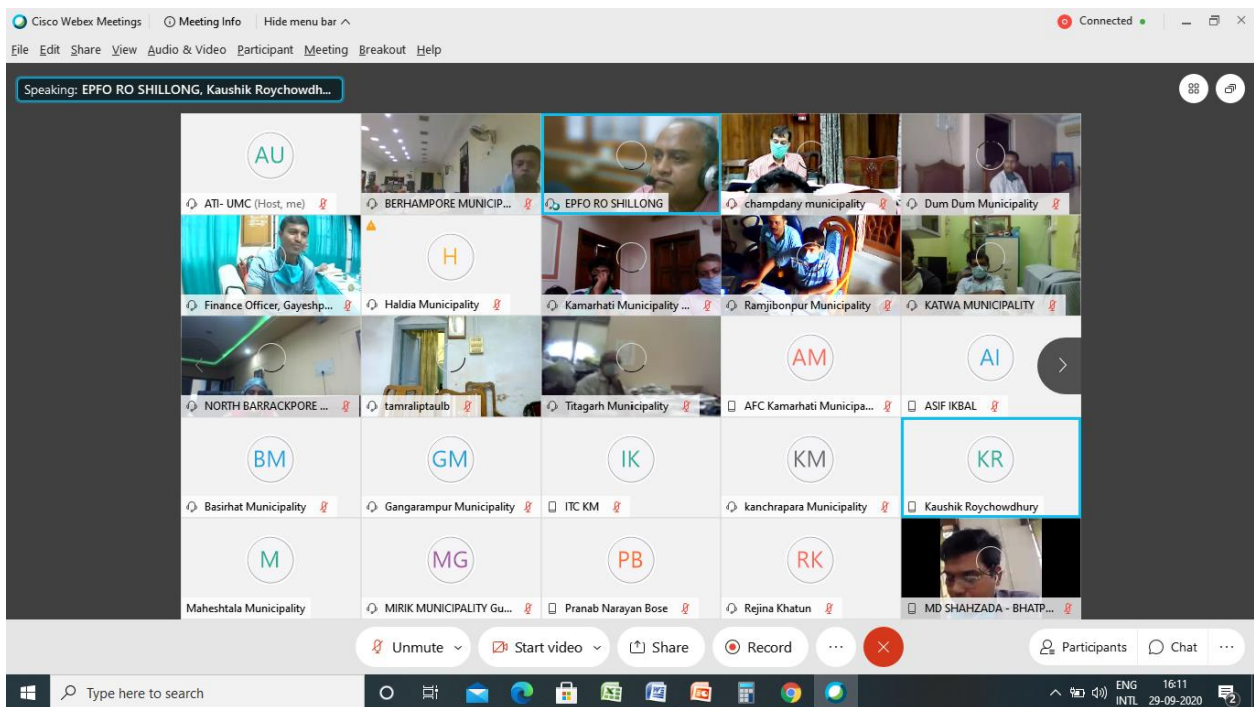 Cisco Webex Meetings Meeting Info Hide menu bar
Connected
File Edit Share View Audio & Video Participant Meeting Breakout Help
Speaking: EPFO RO SHILLONG, Kaushik Roychowdh...
AU
ATI- UMC (Host, me)
BERHAMPORE MUNICIP...
EPFO RO SHILLONG
champdany municipality
Dum Dum Municipality
Finance Officer, Gayeshp...
H
Haldia Municipality
Kamarhati Municipality ...
Ramjibonpur Municipality
KATWA MUNICIPALITY
NORTH BARRACKPORE ...
tamraliptaulb
Titagarh Municipality
AM
AFC Kamarhati Municipa...
AI
ASIF IKBAL
BM
Basirhat Municipality
GM
Gangarampur Municipality
IK
ITC KM
KM
kanchrapara Municipality
KR
Kaushik Roychowdhury
M
Maheshtala Municipality
MG
MIRIK MUNICIPALITY Gu...
PB
Pranab Narayan Bose
RK
Rejina Khatun
MD SHAHZADA - BHATP...
Unmute Start video Share Record ...
Participants Chat ...
Type here to search
ENG 16:11
INTL 29-09-2020
2